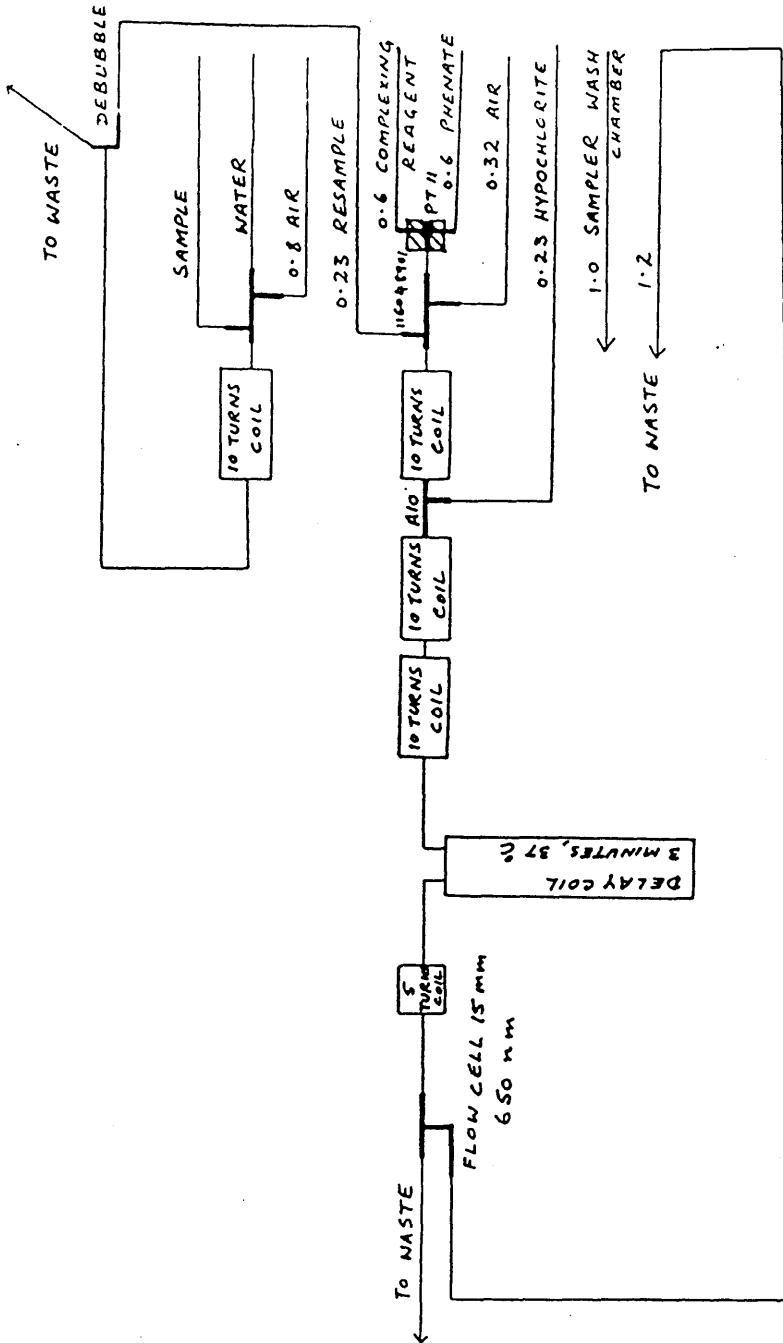 TO WASTE
DEBUBBLE
SAMPLE
WATER
0.8 AIR
10 TURNS
COIL
0.23 RESAMPLE
0.6 COMPLEXING
REAGENT
PT 11
0.6 PHENATE
0.32 AIR
10 TURNS
COIL
A10
0.23 HYPOCHLORITE
10 TURNS
COIL
10 TURNS
COIL
1.0 SAMPLER WASH
CHAMBER
DELAY COIL
3 MINUTES, 37°C
5
TURNS
COIL
TO WASTE
1.2
FLOW CELL 15 mm
650 nm
TO WASTE